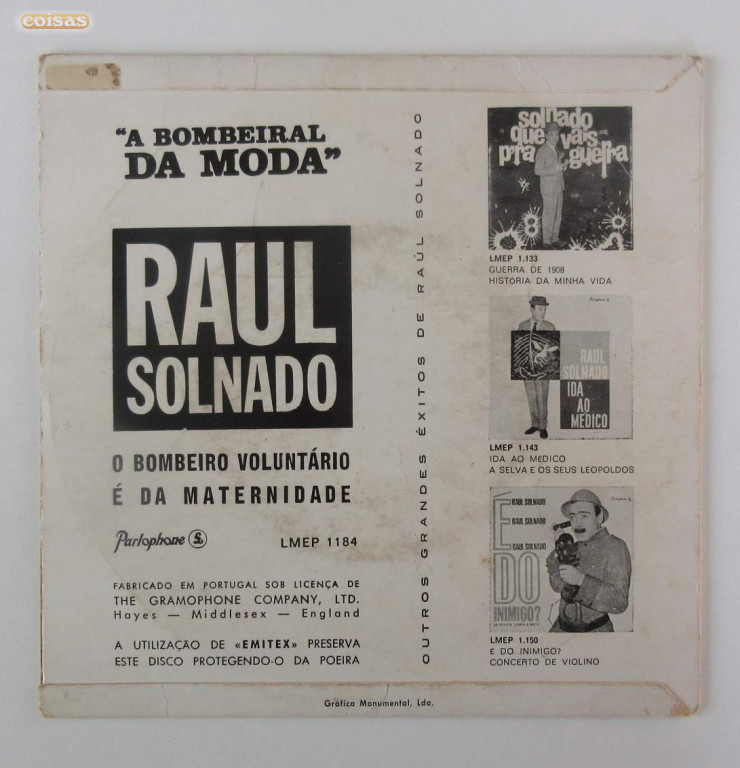 coisas
"A BOMBEIRAL
DA MODA"
RAUL
SOLNADO
O BOMBEIRO VOLUNTÁRIO
É DA MATERNIDADE
Parlophone
LMEP 1184
FABRICADO EM PORTUGAL SOB LICENÇA DE
THE GRAMOPHONE COMPANY, LTD.
Hayes — Middlesex — England
A UTILIZAÇÃO DE «EMITEX» PRESERVA
ESTE DISCO PROTEGENDO-O DA POEIRA
OUTROS GRANDES ÊXITOS DE RAÚL SOLNADO
solnado
que vais
p'ra guerra
LMEP 1.133
GUERRA DE 1908
HISTORIA DA MINHA VIDA
RAUL
SOLNADO
IDA
AO
MEDICO
LMEP 1.143
IDA AO MEDICO
A SELVA E OS SEUS LEOPOLDOS
É
RAUL SOLNADO
RAUL SOLNADO
RAUL SOLNADO
DO
INIMIGO?
LMEP 1.150
E DO INIMIGO?
CONCERTO DE VIOLINO
Gráfica Monumental, Lda.